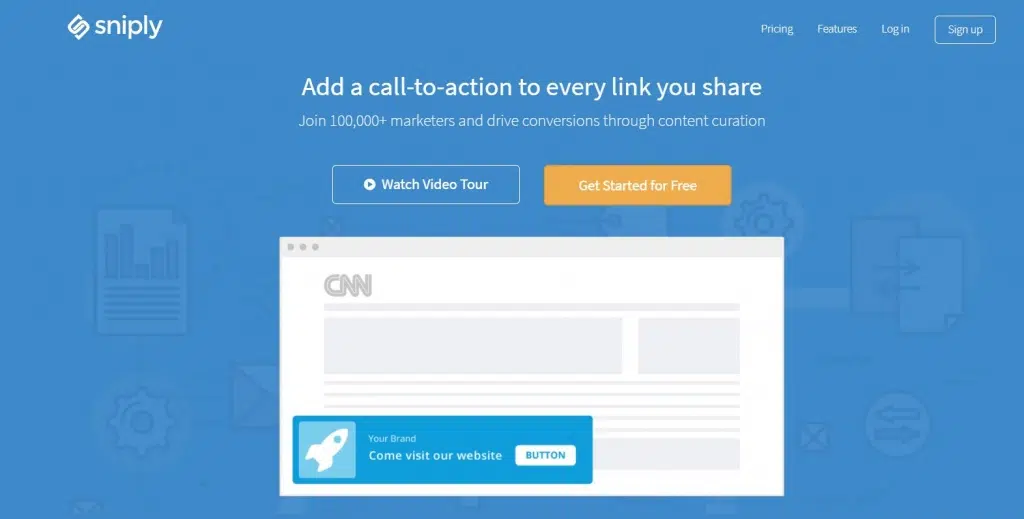 sniply
Pricing
Features
Log in
Sign up
Add a call-to-action to every link you share
Join 100,000+ marketers and drive conversions through content curation
Watch Video Tour
Get Started for Free
CNN
Your Brand
Come visit our website
BUTTON